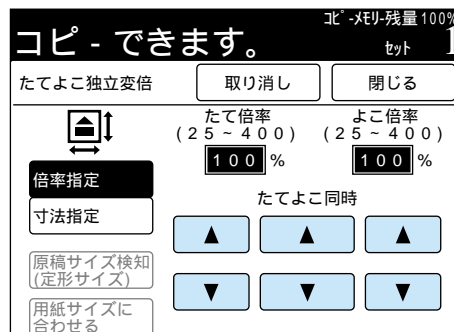 コピ-メモリ-残量100%
コピ-できます。
セット 1
たてよこ独立変倍 取り消し 閉じる
たて倍率 よこ倍率
(25~400) (25~400)
100% 100%
倍率指定
たてよこ同時
寸法指定
原稿サイズ検知
(定形サイズ)
用紙サイズに
合わせる